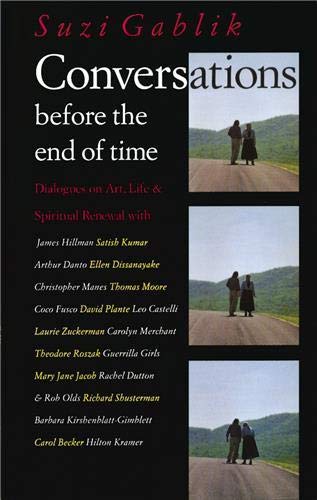 Suzi Gablik
Conversations
before the
end of time
Dialogues on Art, Life &
Spiritual Renewal with
James Hillman Satish Kumar
Arthur Danto Ellen Dissanayake
Christopher Manes Thomas Moore
Coco Fusco David Plante Leo Castelli
Laurie Zuckerman Carolyn Merchant
Theodore Roszak Guerrilla Girls
Mary Jane Jacob Rachel Dutton
& Rob Olds Richard Shusterman
Barbara Kirshenblatt-Gimblett
Carol Becker Hilton Kramer